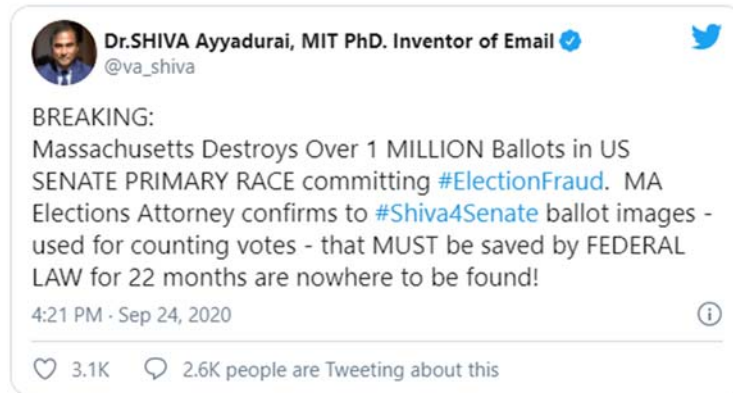 Dr.SHIVA Ayyadurai, MIT PhD. Inventor of Email
@va_shiva
BREAKING:
Massachusetts Destroys Over 1 MILLION Ballots in US
SENATE PRIMARY RACE committing #ElectionFraud.  MA
Elections Attorney confirms to #Shiva4Senate ballot images -
used for counting votes - that MUST be saved by FEDERAL
LAW for 22 months are nowhere to be found!
4:21 PM · Sep 24, 2020
3.1K 2.6K people are Tweeting about this